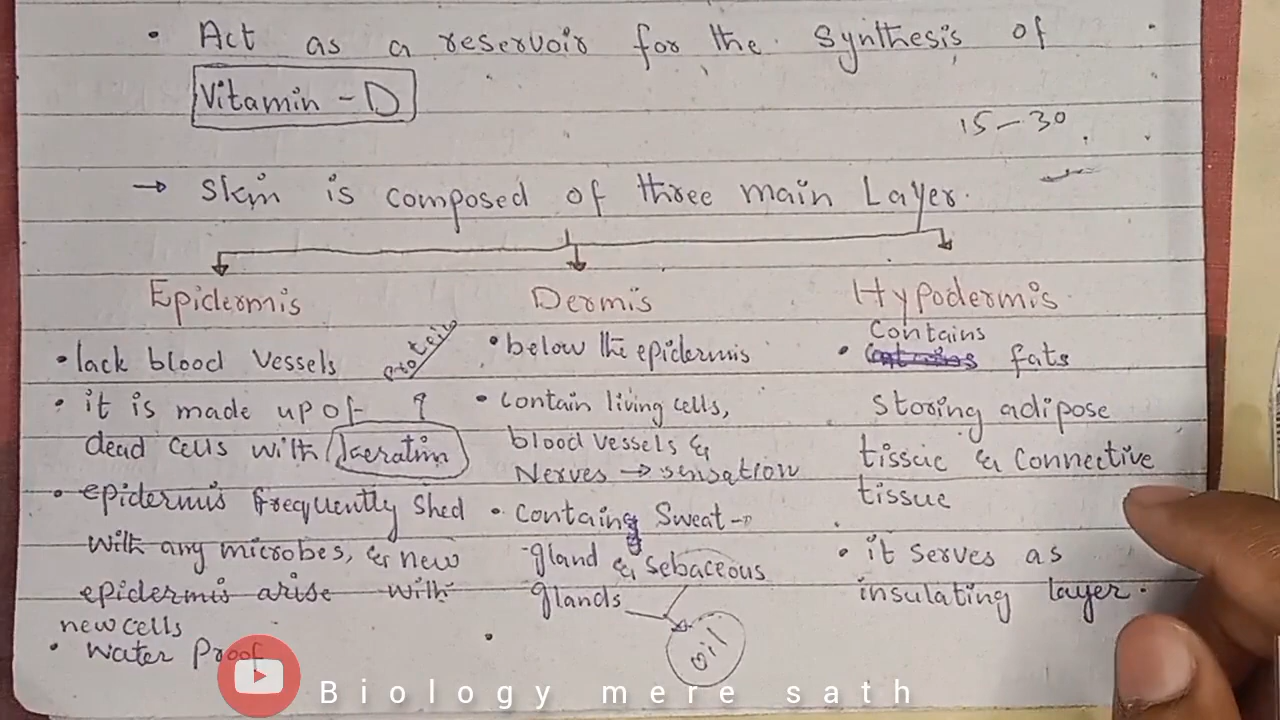 • Act as a reservoir for the synthesis of
Vitamin - D
15 - 30
→ Skin is composed of three main Layer.
Epidermis
• lack blood vessels
protein
• it is made up of
dead cells with keratin
• epidermis frequently shed
with any microbes, & new
epidermis arise with
new cells
• Water Proof
Dermis
• below the epidermis
• contain living cells,
blood vessels &
Nerves → sensation
• contains Sweat
gland & sebaceous
glands
oil
•
Hypodermis
Contains
• fats
storing adipose
tissue & connective
tissue
• it serves as
insulating layer.
Biology mere sath